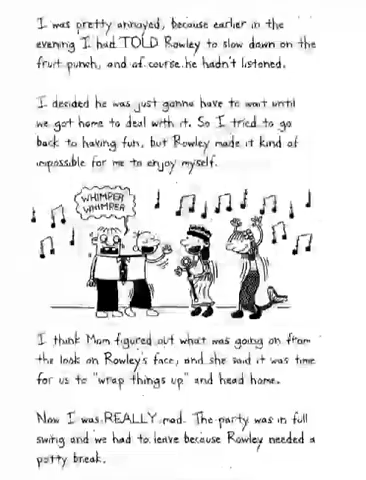 I was pretty annoyed, because earlier in the
evening I had TOLD Rowley to slow down on the
fruit punch, and of course he hadn't listened.
I decided he was just gonna have to wait until
we got home to deal with it. So I tried to go
back to having fun, but Rowley made it kind of
impossible for me to enjoy myself.
WHIMPER
WHIMPER
I think Mom figured out what was going on from
the look on Rowley's face, and she said it was time
for us to "wrap things up" and head home.
Now I was REALLY mad. The party was in full
swing and we had to leave because Rowley needed a
potty break.